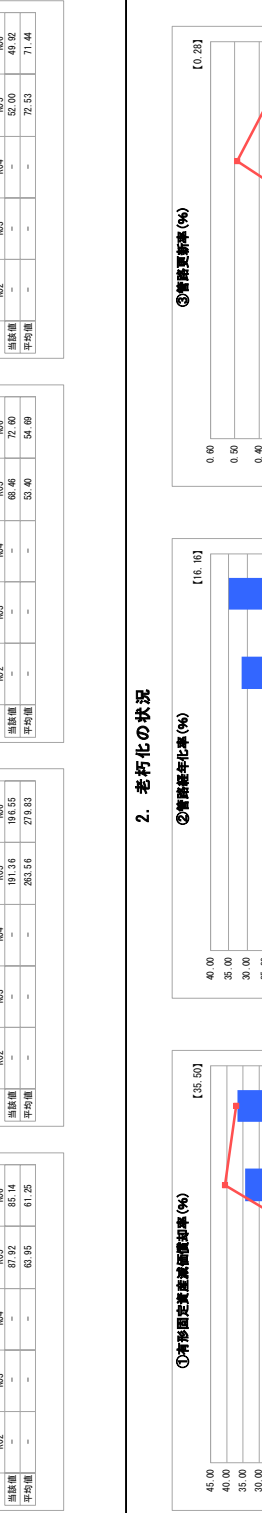 当該値 - - - 87.92 85.14
平均値 - - - 63.95 61.25
当該値 - - - 191.36 196.55
平均値 - - - 263.56 279.83
当該値 - - - 68.46 72.60
平均値 - - - 53.40 54.69
当該値 - - - 52.00 49.92
平均値 - - - 72.53 71.44
2. 老朽化の状況
①有形固定資産減価償却率(%)
【35.50】
45.00
40.00
35.00
30.00
②管路経年化率(%)
【16.16】
40.00
35.00
30.00
③管路更新率(%)
【0.28】
0.60
0.50
0.40